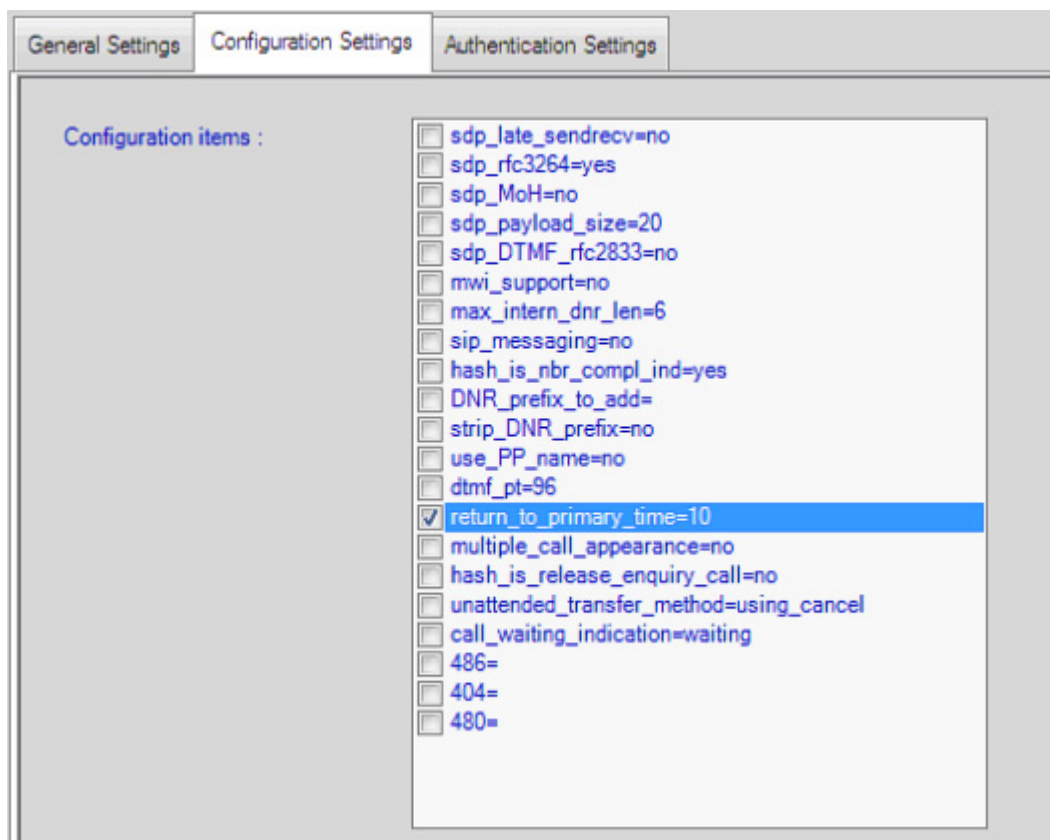 General Settings Configuration Settings Authentication Settings
Configuration items :
sdp_late_sendrecv=no
sdp_rfc3264=yes
sdp_MoH=no
sdp_payload_size=20
sdp_DTMF_rfc2833=no
mwi_support=no
max_intern_dnr_len=6
sip_messaging=no
hash_is_nbr_compl_ind=yes
DNR_prefix_to_add=
strip_DNR_prefix=no
use_PP_name=no
dtmf_pt=96
return_to_primary_time=10
multiple_call_appearance=no
hash_is_release_enquiry_call=no
unattended_transfer_method=using_cancel
call_waiting_indication=waiting
486=
404=
480=